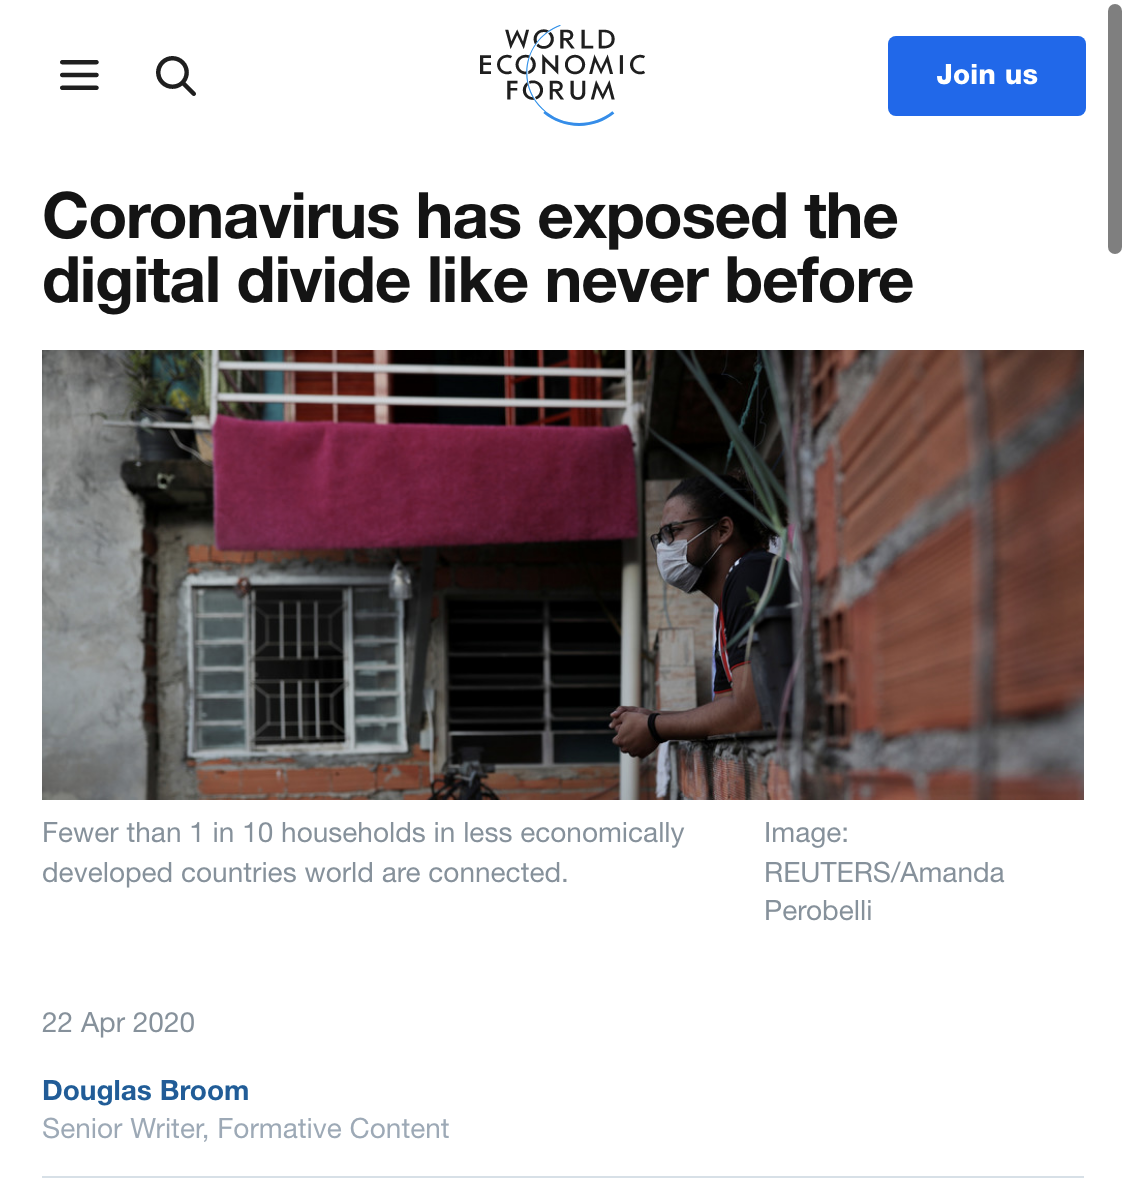 WORLD
ECONOMIC
FORUM
Join us
Coronavirus has exposed the
digital divide like never before
Fewer than 1 in 10 households in less economically
developed countries world are connected.
Image:
REUTERS/Amanda
Perobelli
22 Apr 2020
Douglas Broom
Senior Writer, Formative Content